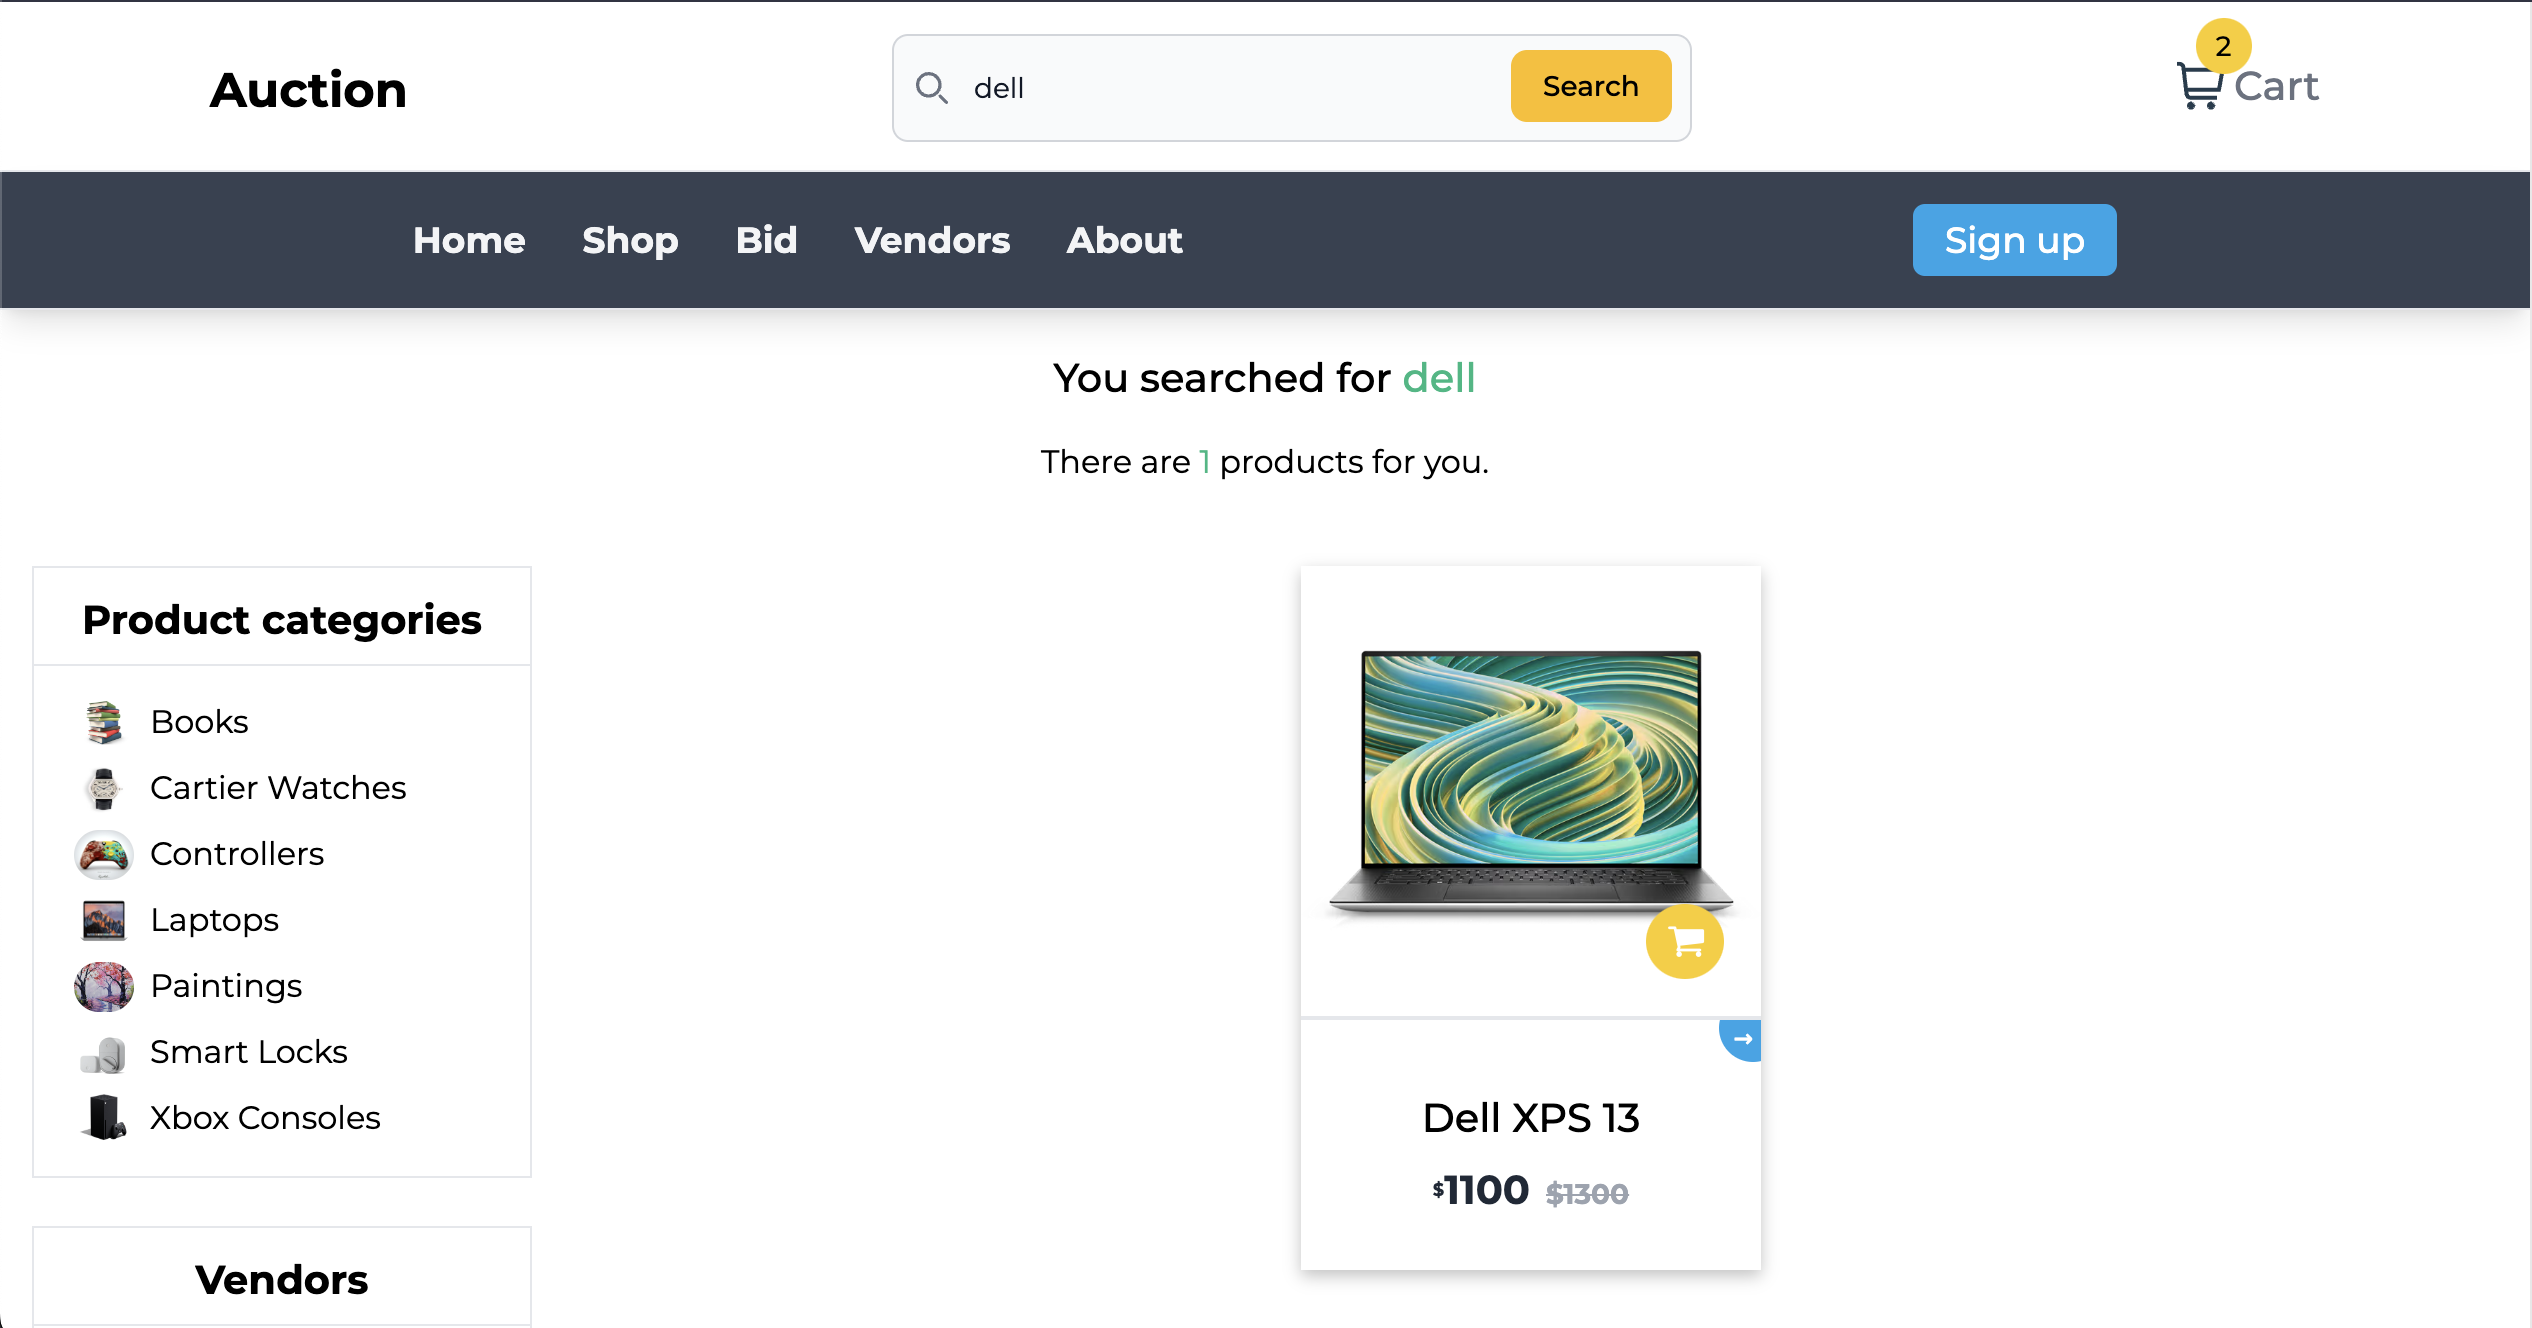 Auction
dell
Search
2
Cart
Home Shop Bid Vendors About
Sign up
You searched for dell
There are 1 products for you.
Product categories
Books
Cartier Watches
Controllers
Laptops
Paintings
Smart Locks
Xbox Consoles
Vendors
Dell XPS 13
$1100 $1300